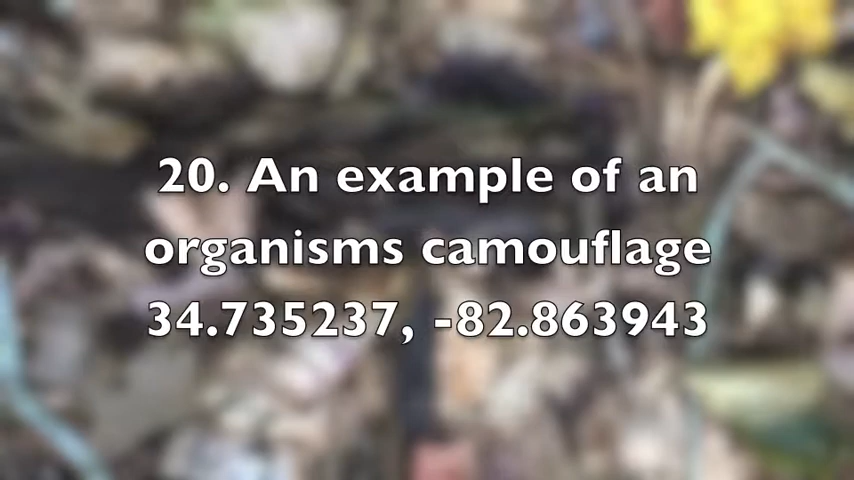 20. An example of an
organisms camouflage
34.735237, -82.863943